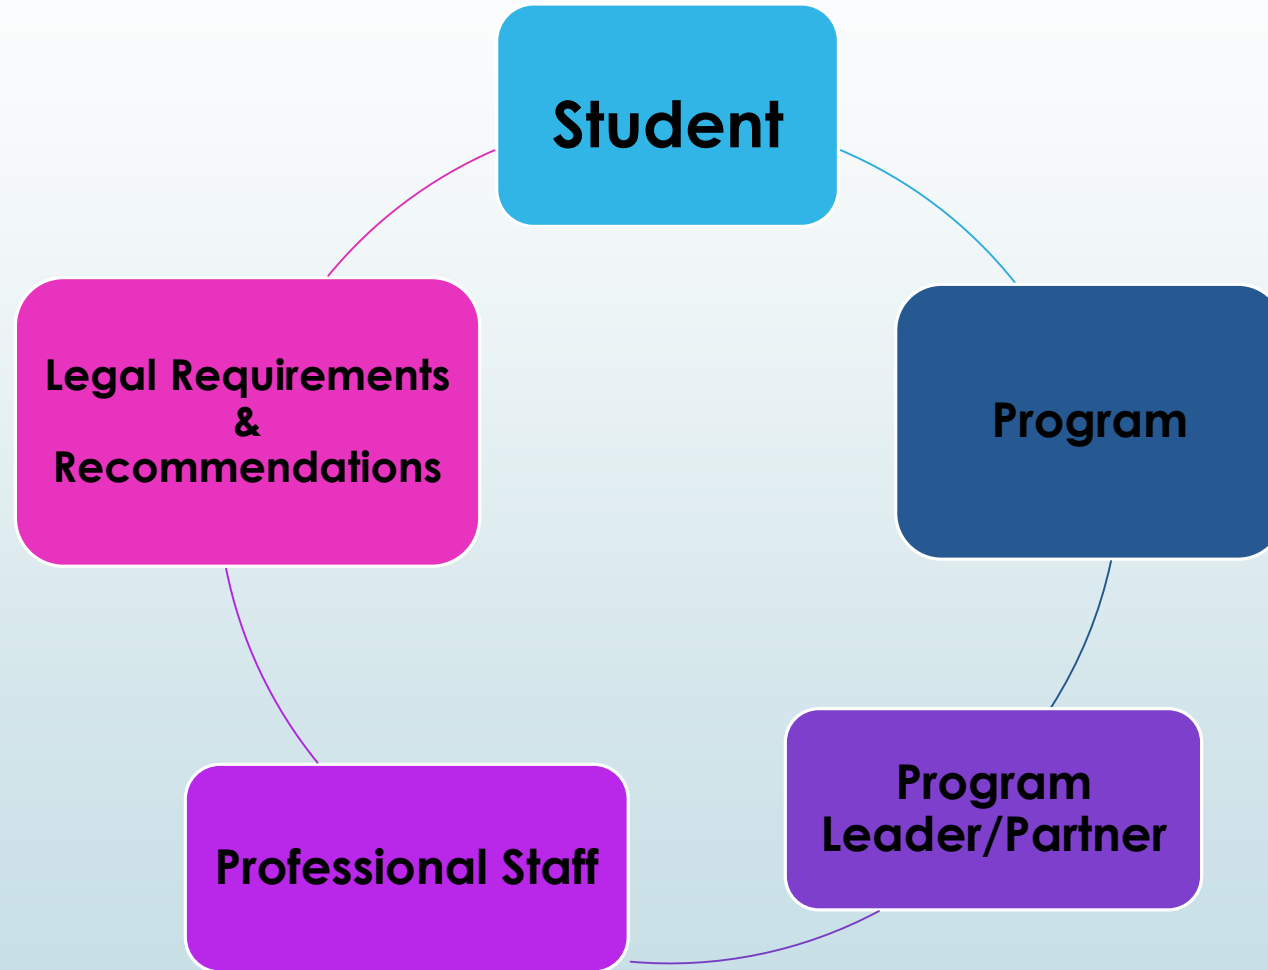 Student
Program
Program
Leader/Partner
Professional Staff
Legal Requirements
&
Recommendations